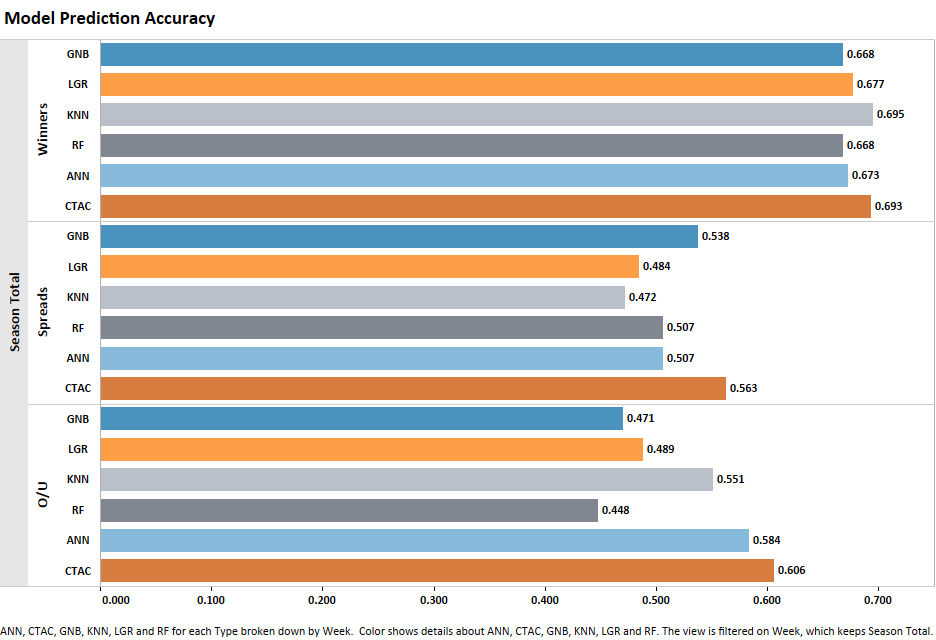 Model Prediction Accuracy
Season Total
Winners
GNB 0.668
LGR 0.677
KNN 0.695
RF 0.668
ANN 0.673
CTAC 0.693
Spreads
GNB 0.538
LGR 0.484
KNN 0.472
RF 0.507
ANN 0.507
CTAC 0.563
O/U
GNB 0.471
LGR 0.489
KNN 0.551
RF 0.448
ANN 0.584
CTAC 0.606
0.000 0.100 0.200 0.300 0.400 0.500 0.600 0.700
ANN, CTAC, GNB, KNN, LGR and RF for each Type broken down by Week. Color shows details about ANN, CTAC, GNB, KNN, LGR and RF. The view is filtered on Week, which keeps Season Total.